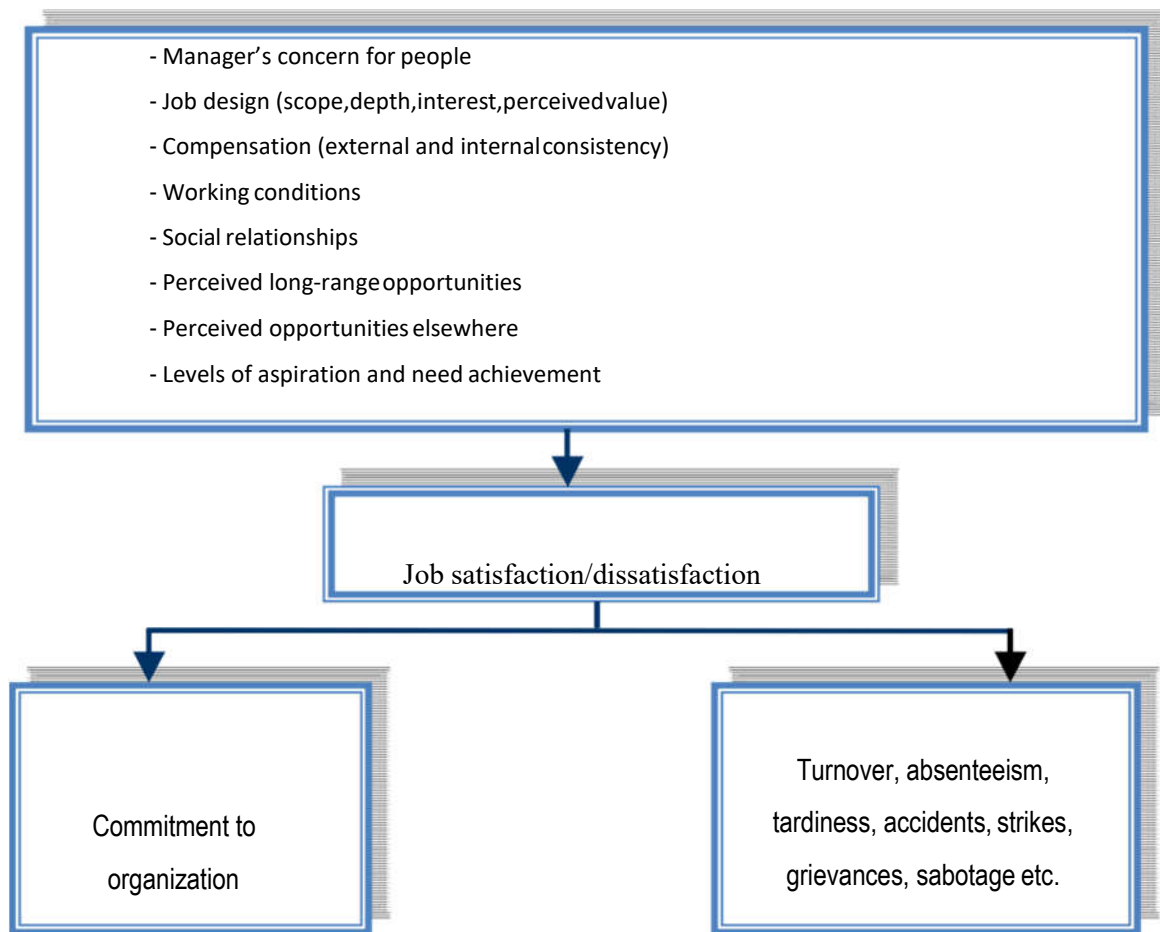 - Manager’s concern for people
- Job design (scope,depth,interest,perceivedvalue)
- Compensation (external and internalconsistency)
- Working conditions
- Social relationships
- Perceived long-rangeopportunities
- Perceived opportunities elsewhere
- Levels of aspiration and need achievement
Job satisfaction/dissatisfaction
Commitment to
organization
Turnover, absenteeism,
tardiness, accidents, strikes,
grievances, sabotage etc.